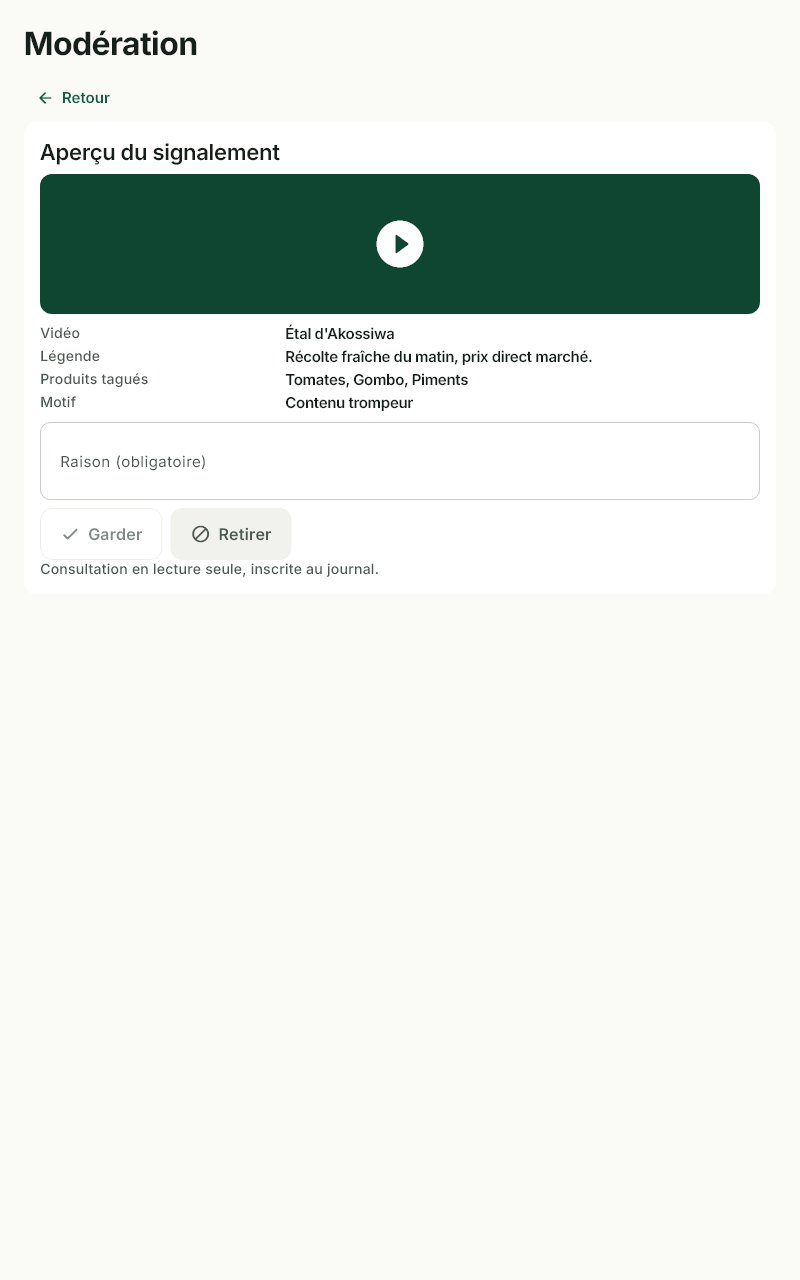 Modération
Retour
Aperçu du signalement
Vidéo Étal d'Akossiwa
Légende Récolte fraîche du matin, prix direct marché.
Produits tagués Tomates, Gombo, Piments
Motif Contenu trompeur
Raison (obligatoire)
Garder Retirer
Consultation en lecture seule, inscrite au journal.